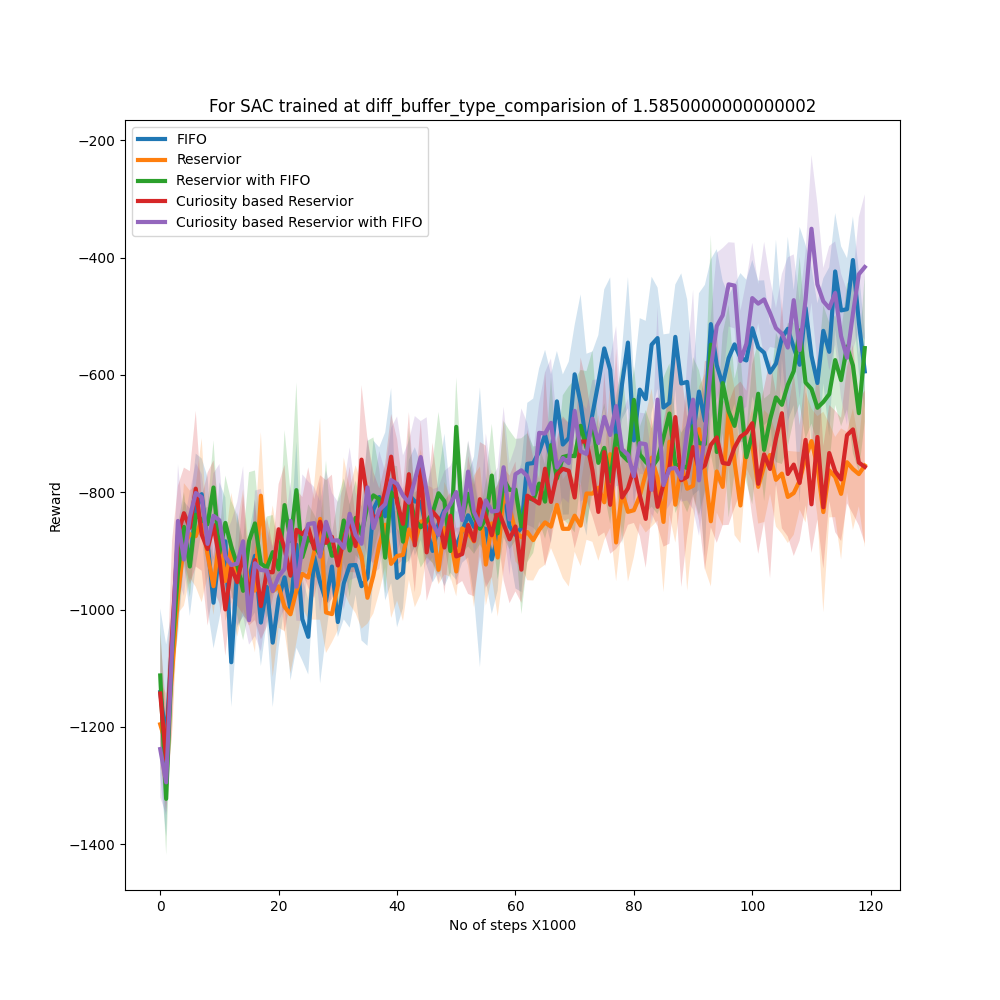 For SAC trained at diff_buffer_type_comparision of 1.5850000000000002
FIFO
Reservior
Reservior with FIFO
Curiosity based Reservior
Curiosity based Reservior with FIFO
−200
−400
−600
−800
−1000
−1200
−1400
Reward
0 20 40 60 80 100 120
No of steps X1000